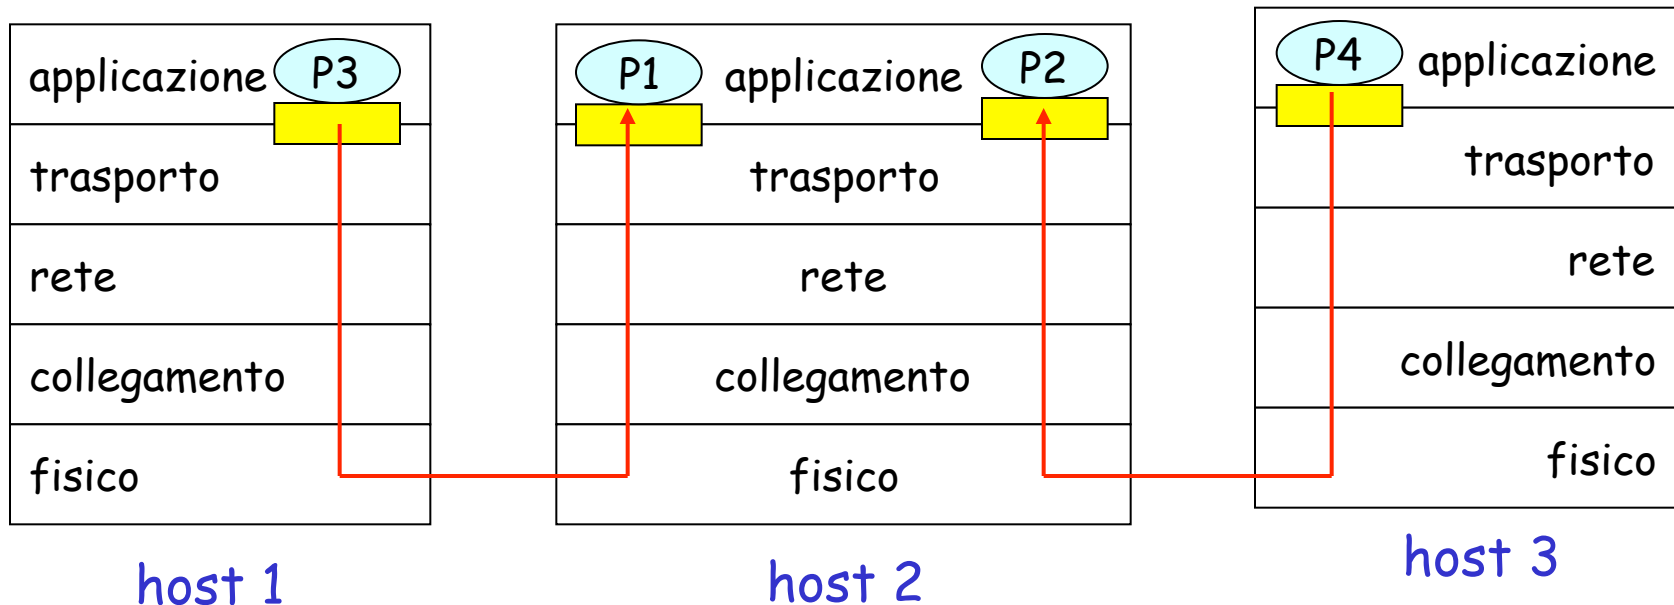 applicazione P3
trasporto
rete
collegamento
fisico
host 1
P1 applicazione P2
trasporto
rete
collegamento
fisico
host 2
P4 applicazione
trasporto
rete
collegamento
fisico
host 3